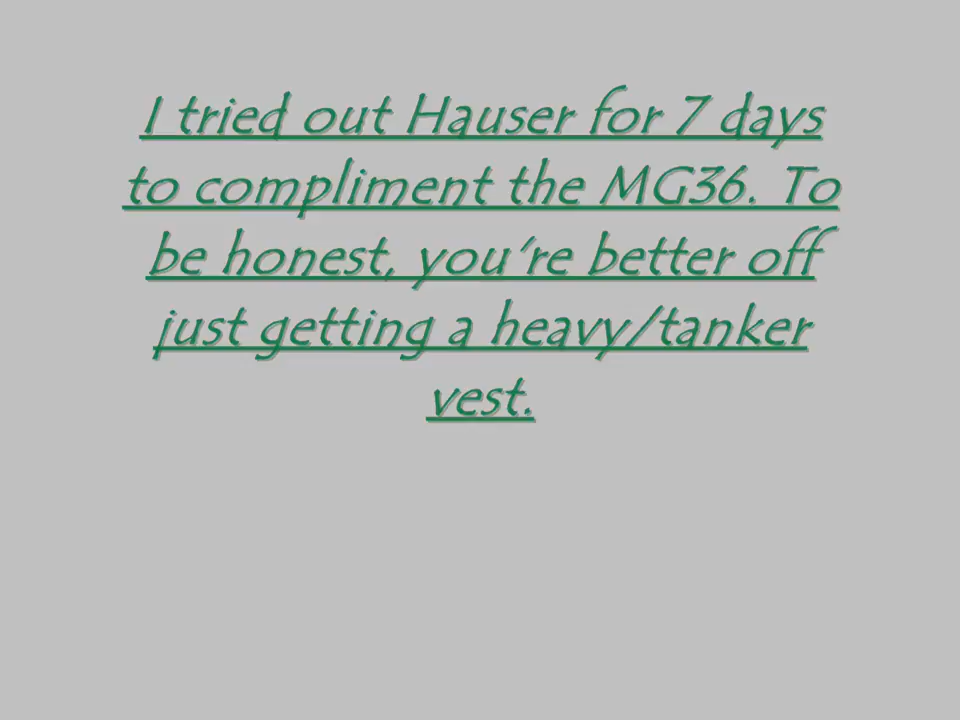 I tried out Hauser for 7 days
to compliment the MG36. To
be honest, you're better off
just getting a heavy/tanker
vest.